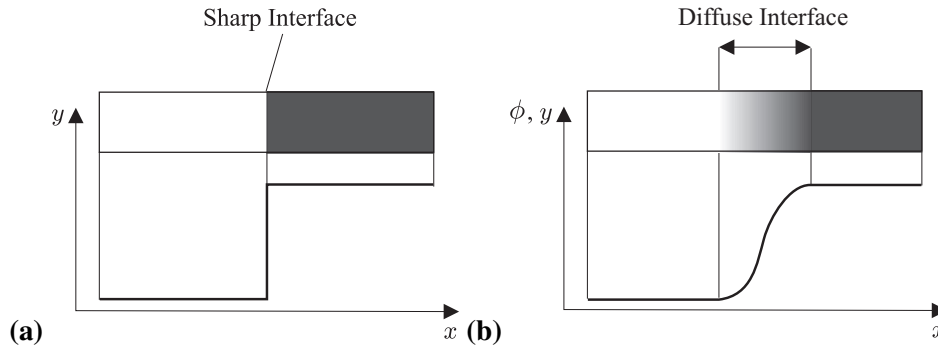 Sharp Interface
Diffuse Interface
y
ϕ, y
x
x
(a)
(b)